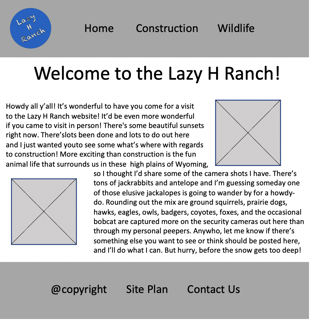 Lazy
H
Ranch
Home Construction Wildlife
Welcome to the Lazy H Ranch!
Howdy all y'all! It's wonderful to have you come for a visit
to the Lazy H Ranch website! It'd be even more wonderful
if you came to visit in person! There's some beautiful sunsets
right now. There'slots been done and lots to do out here
and I just wanted youto see some what's where with regards
to construction! More exciting than construction is the fun
animal life that surrounds us in these high plains of Wyoming,
so I thought I'd share some of the camera shots I have. There's
tons of jackrabbits and antelope and I'm guessing someday one
of those elusive jackalopes is going to wander by for a howdy-
do. Rounding out the mix are ground squirrels, prairie dogs,
hawks, eagles, owls, badgers, coyotes, foxes, and the occasional
bobcat are captured more on the security cameras out here than
through my personal peepers. Anywho, let me know if there's
something else you want to see or think should be posted here,
and I'll do what I can. But hurry, before the snow gets too deep!
@copyright Site Plan Contact Us